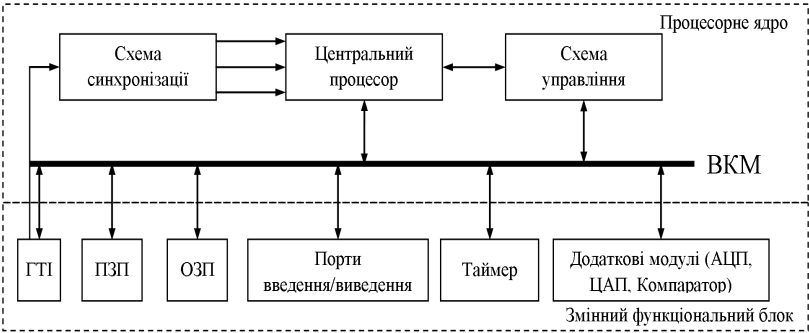 Процесорне ядро
Схема
синхронізації
Центральний
процесор
Схема
управління
ВКМ
ГТІ
ПЗП
ОЗП
Порти
введення/виведення
Таймер
Додаткові модулі (АЦП,
ЦАП, Компаратор)
Змінний функціональний блок